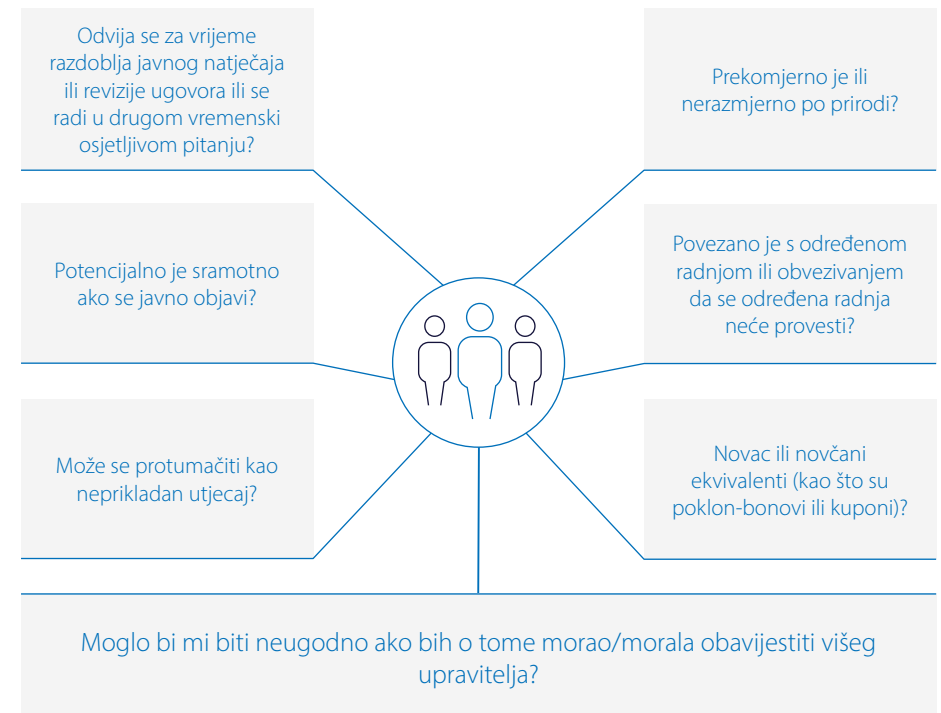 Odvija se za vrijeme
razdoblja javnog natječaja
ili revizije ugovora ili se
radi u drugom vremenski
osjetljivom pitanju?
Prekomjerno je ili
nerazmjerno po prirodi?
Potencijalno je sramotno
ako se javno objavi?
Povezano je s određenom
radnjom ili obvezivanjem
da se određena radnja
neće provesti?
Može se protumačiti kao
neprikladan utjecaj?
Novac ili novčani
ekvivalenti (kao što su
poklon-bonovi ili kuponi)?
Moglo bi mi biti neugodno ako bih o tome morao/morala obavijestiti višeg
upravitelja?